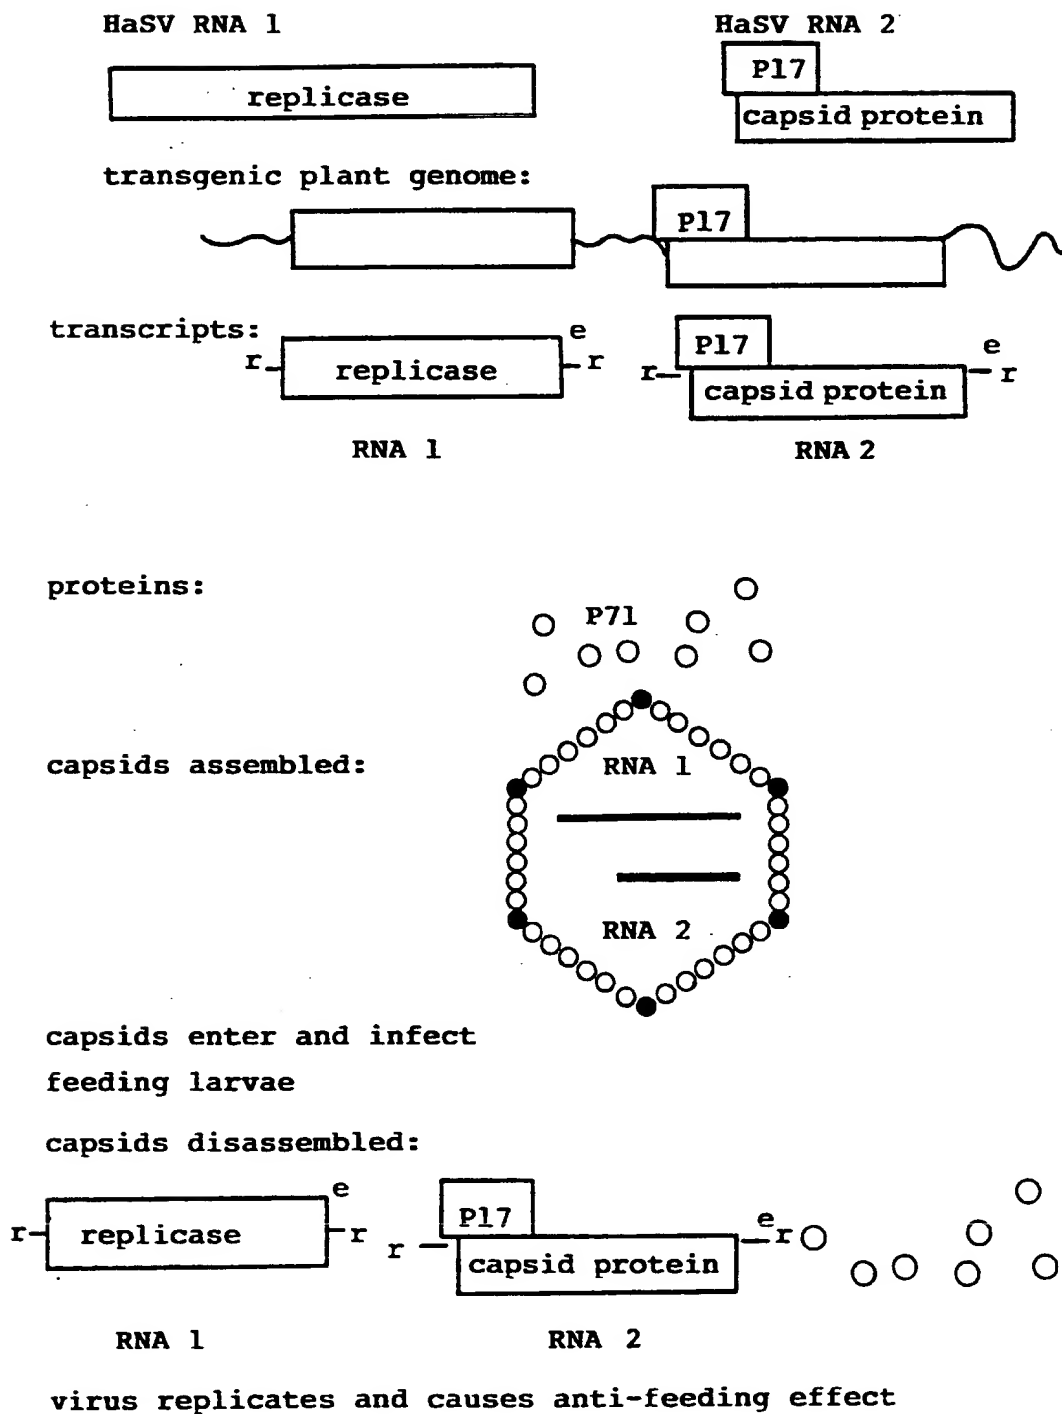 HaSV RNA 1
HaSV RNA 2
replicase
P17
capsid protein
transgenic plant genome:
P17
transcripts:
r
replicase
e
r
r
P17
capsid protein
e
r
RNA 1
RNA 2
proteins:
P71
capsids assembled:
RNA 1
RNA 2
capsids enter and infect
feeding larvae
capsids disassembled:
r
replicase
e
r
r
P17
capsid protein
e
r
RNA 1
RNA 2
virus replicates and causes anti-feeding effect